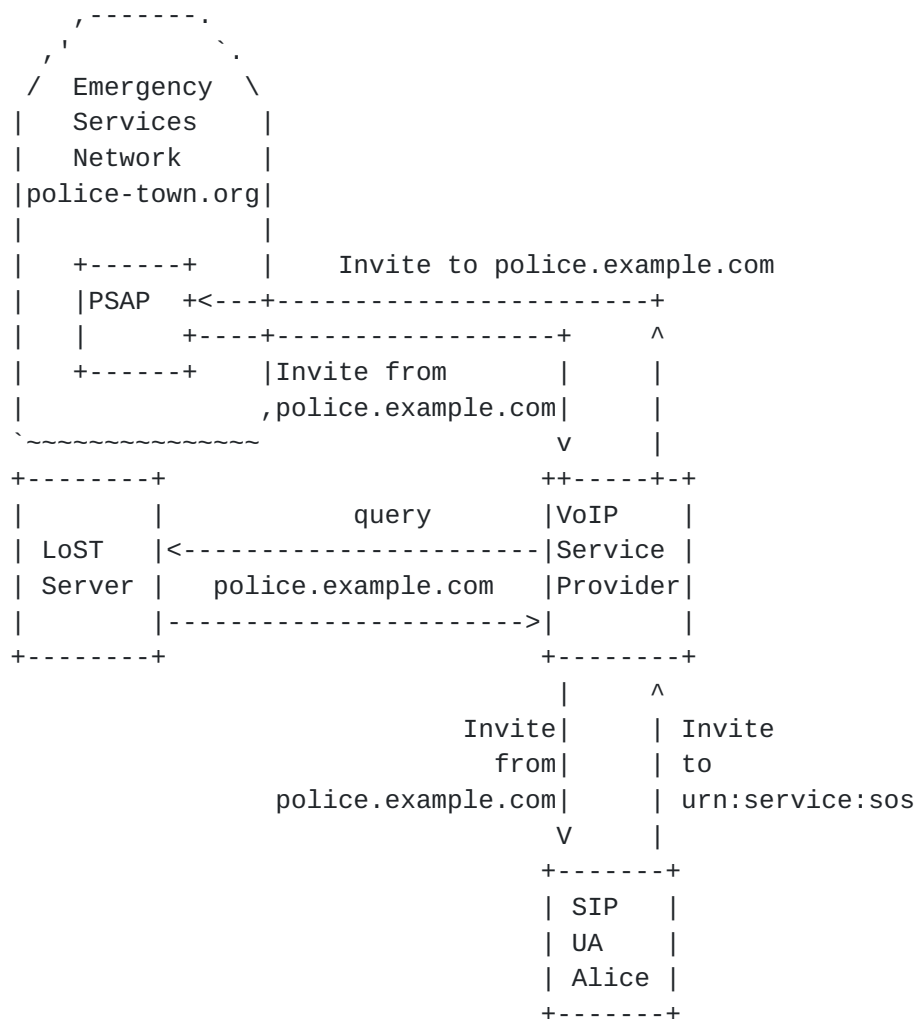 Emergency
Services
Network
police-town.org
Invite to police.example.com
PSAP
Invite from
police.example.com
query
VoIP
LoST
Service
Server
police.example.com
Provider
Invite
Invite
from
to
police.example.com
urn:service:sos
SIP
UA
Alice